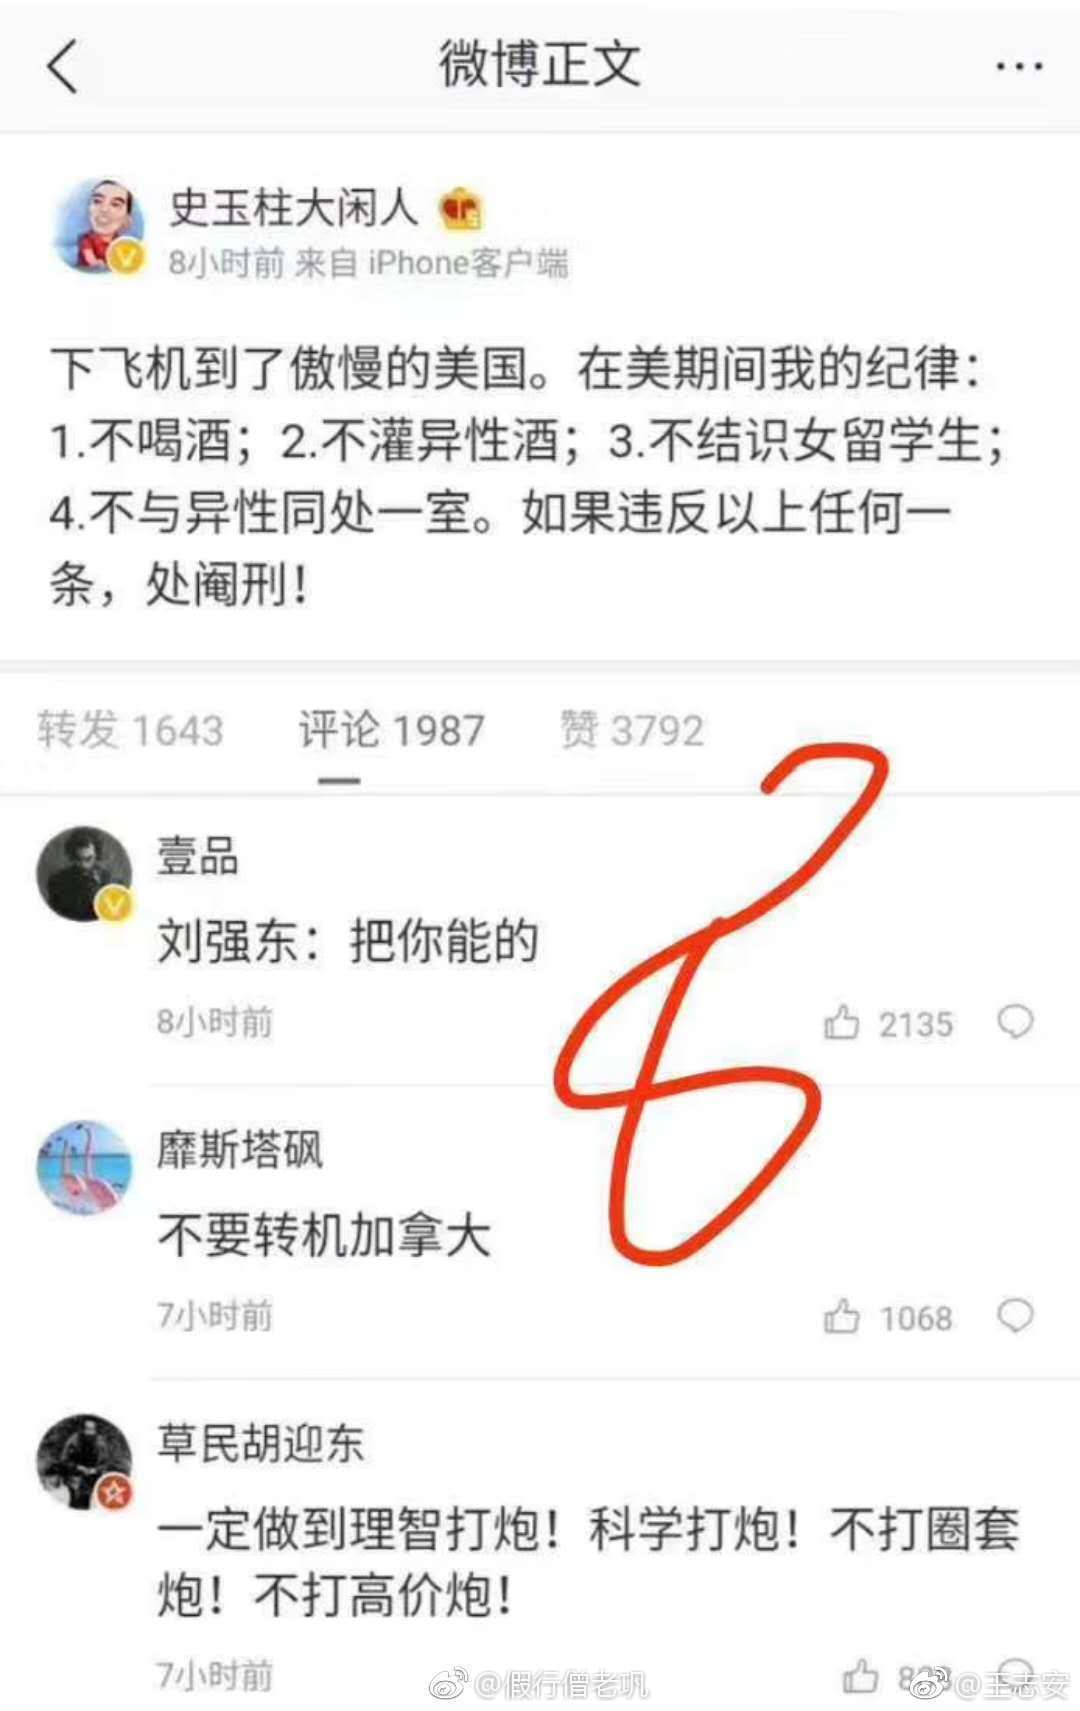 微博正文
史玉柱大闲人
8小时前 来自 iPhone客户端
下飞机到了傲慢的美国。在美期间我的纪律：
1.不喝酒；2.不灌异性酒；3.不结识女留学生；
4.不与异性同处一室。如果违反以上任何一
条，处阉刑！
转发 1643 评论 1987 赞 3792
壹品
刘强东：把你能的
8小时前 2135
靡斯塔砜
不要转机加拿大
7小时前 1068
草民胡迎东
一定做到理智打炮！科学打炮！不打圈套
炮！不打高价炮！
7小时前
@假行僧老巩 @王志安